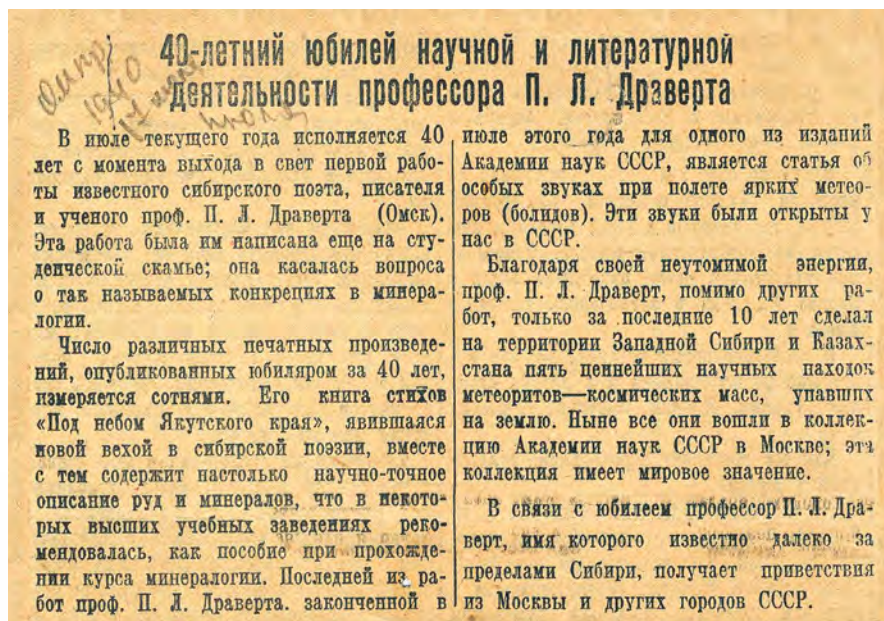 40-летний юбилей научной и литературной
деятельности профессора П. Л. Драверта
1940
В июле текущего года исполняется 40
лет с момента выхода в свет первой рабо-
ты известного сибирского поэта, писателя
и ученого проф. П. Л. Драверта (Омск).
Эта работа была им написана еще на сту-
денческой скамье; она касалась вопроса
о так называемых конкрециях в минера-
логии.
Число различных печатных произведе-
ний, опубликованных юбиляром за 40 лет,
измеряется сотнями. Его книга стихов
«Под небом Якутского края», явившаяся
новой вехой в сибирской поэзии, вместе
с тем содержит настолько научно-точное
описание руд и минералов, что в некото-
рых высших учебных заведениях реко-
мендовалась, как пособие при прохожде-
нии курса минералогии. Последней из ра-
бот проф. П. Л. Драверта. законченной в
июле этого года для одного из изданий
Академии наук СССР, является статья об
особых звуках при полете ярких метео-
ров (болидов). Эти звуки были открыты у
нас в СССР.
Благодаря своей неутомимой энергии,
проф. П. Л. Драверт, помимо других ра-
бот, только за последние 10 лет сделал
на территории Западной Сибири и Казах-
стана пять ценнейших научных находок
метеоритов—космических масс, упавших
на землю. Ныне все они вошли в коллек-
цию Академии наук СССР в Москве; эта
коллекция имеет мировое значение.
В связи с юбилеем профессор П. Л. Дра-
верт, имя которого известно далеко за
пределами Сибири, получает приветствия
из Москвы и других городов СССР.